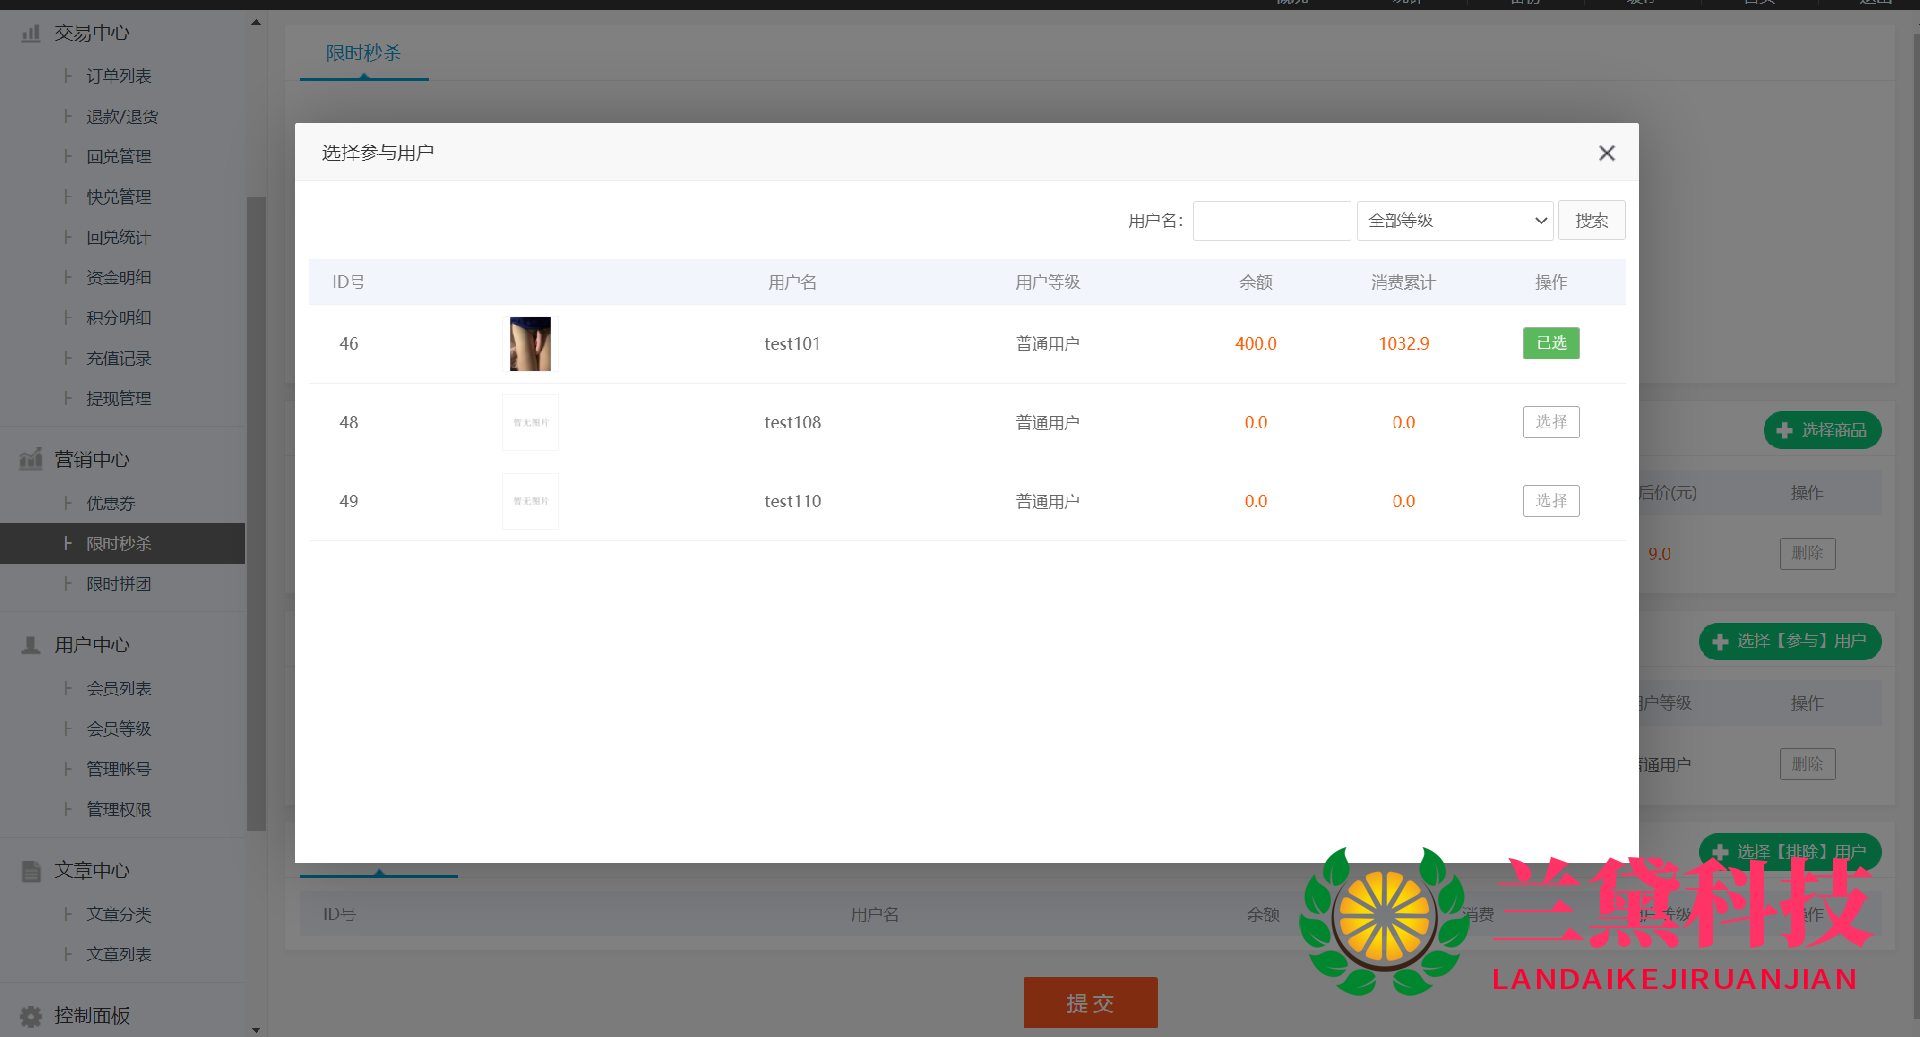 交易中心
订单列表
退款/退货
回兑管理
快兑管理
回兑统计
资金明细
积分明细
充值记录
提现管理
营销中心
优惠券
限时秒杀
限时拼团
用户中心
会员列表
会员等级
管理帐号
管理权限
文章中心
文章分类
文章列表
控制面板
限时秒杀
选择参与用户
用户名: 全部等级 搜索
ID号 用户名 用户等级 余额 消费累计 操作
46 test101 普通用户 400.0 1032.9 已选
48 暂无图片 test108 普通用户 0.0 0.0 选择
49 暂无图片 test110 普通用户 0.0 0.0 选择
选择商品
后价(元) 操作
9.0 删除
选择【参与】用户
户等级 操作
通用户 删除
选择【排除】用户
ID号 用户名 余额 消费 等级 操作
提交
兰黛科技
LANDAIKEJIRUANJIAN